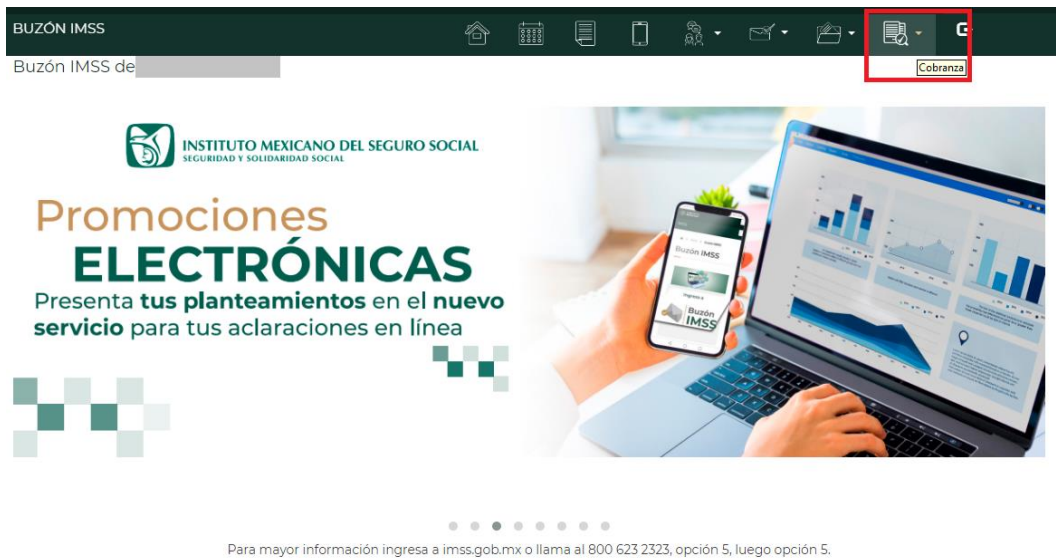 BUZÓN IMSS
Cobranza
Buzón IMSS de
INSTITUTO MEXICANO DEL SEGURO SOCIAL
SEGURIDAD Y SOLIDARIDAD SOCIAL
Promociones
ELECTRÓNICAS
Presenta tus planteamientos en el nuevo
servicio para tus aclaraciones en línea
Buzón IMSS
Buzón
IMSS
Para mayor información ingresa a imss.gob.mx o llama al 800 623 2323, opción 5, luego opción 5.